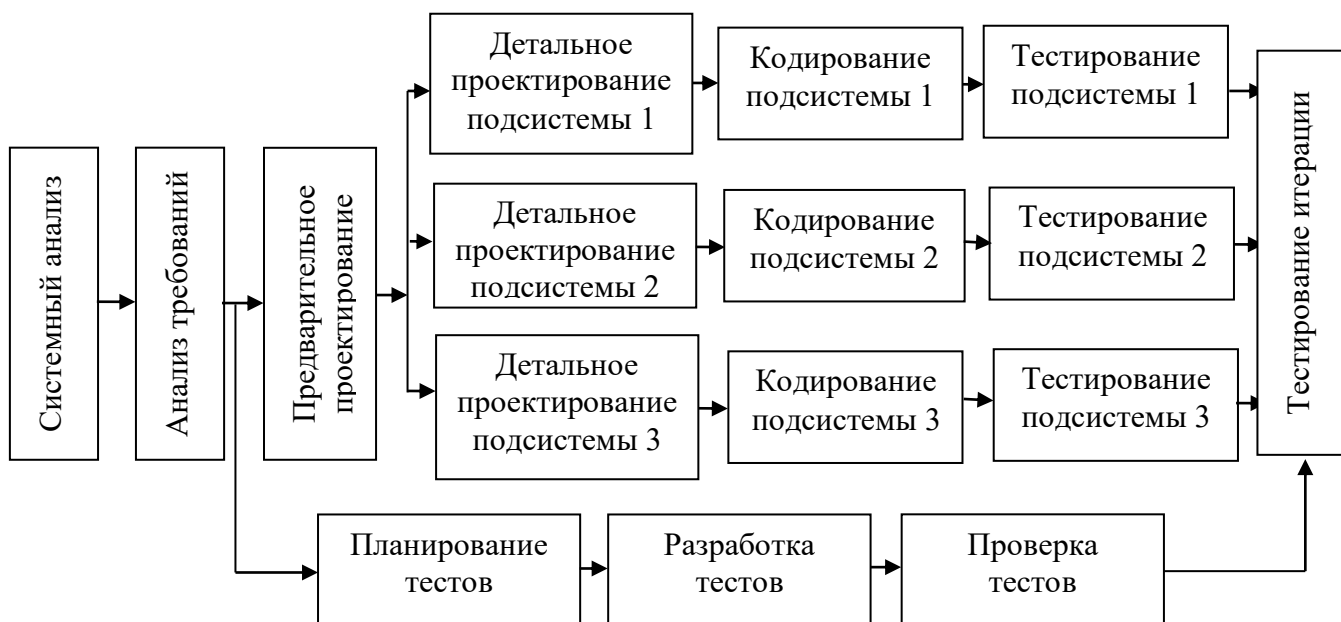 Системный анализ
Анализ требований
Предварительное
проектирование
Детальное
проектирование
подсистемы 1
Кодирование
подсистемы 1
Тестирование
подсистемы 1
Детальное
проектирование
подсистемы 2
Кодирование
подсистемы 2
Тестирование
подсистемы 2
Детальное
проектирование
подсистемы 3
Кодирование
подсистемы 3
Тестирование
подсистемы 3
Тестирование итерации
Планирование
тестов
Разработка
тестов
Проверка
тестов